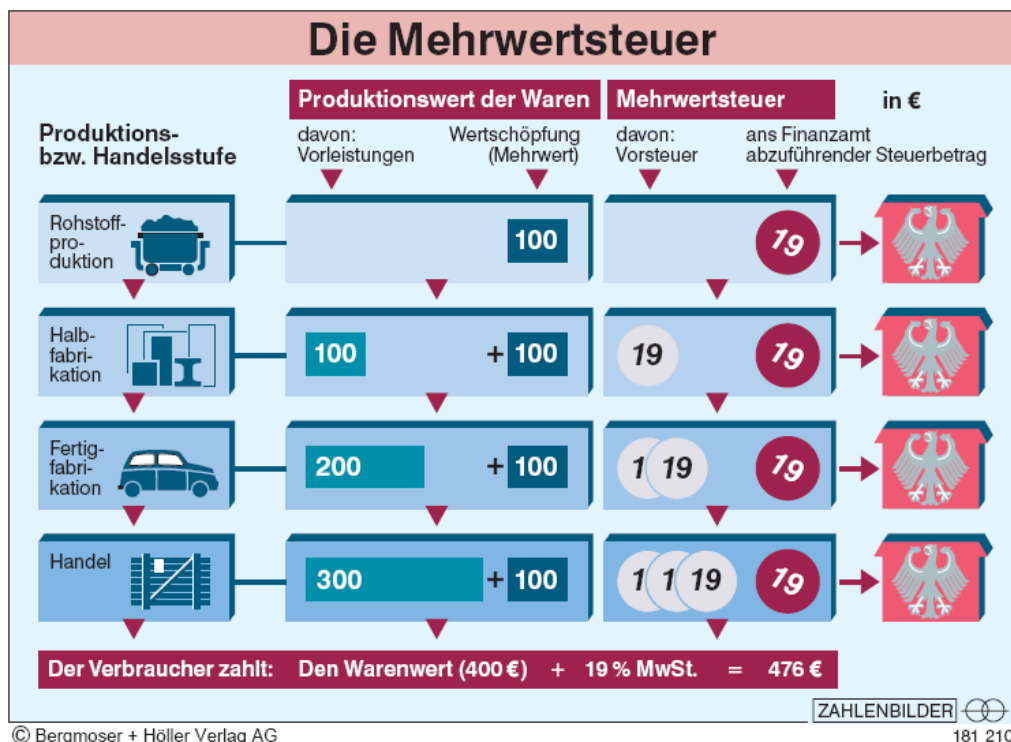 Die Mehrwertsteuer
Produktionswert der Waren
Mehrwertsteuer
in €
Produktions-
bzw. Handelsstufe
davon:
Vorleistungen
Wertschöpfung
(Mehrwert)
davon:
Vorsteuer
ans Finanzamt
abzuführender Steuerbetrag
Rohstoff-
pro-
duktion
100
19
Halb-
fabri-
kation
100
+ 100
19
19
Fertig-
fabri-
kation
200
+ 100
1 19
19
Handel
300
+ 100
1 1 19
19
Der Verbraucher zahlt: Den Warenwert (400 €) + 19 % MwSt. = 476 €
ZAHLENBILDER
© Bergmoser + Höller Verlag AG
181 210